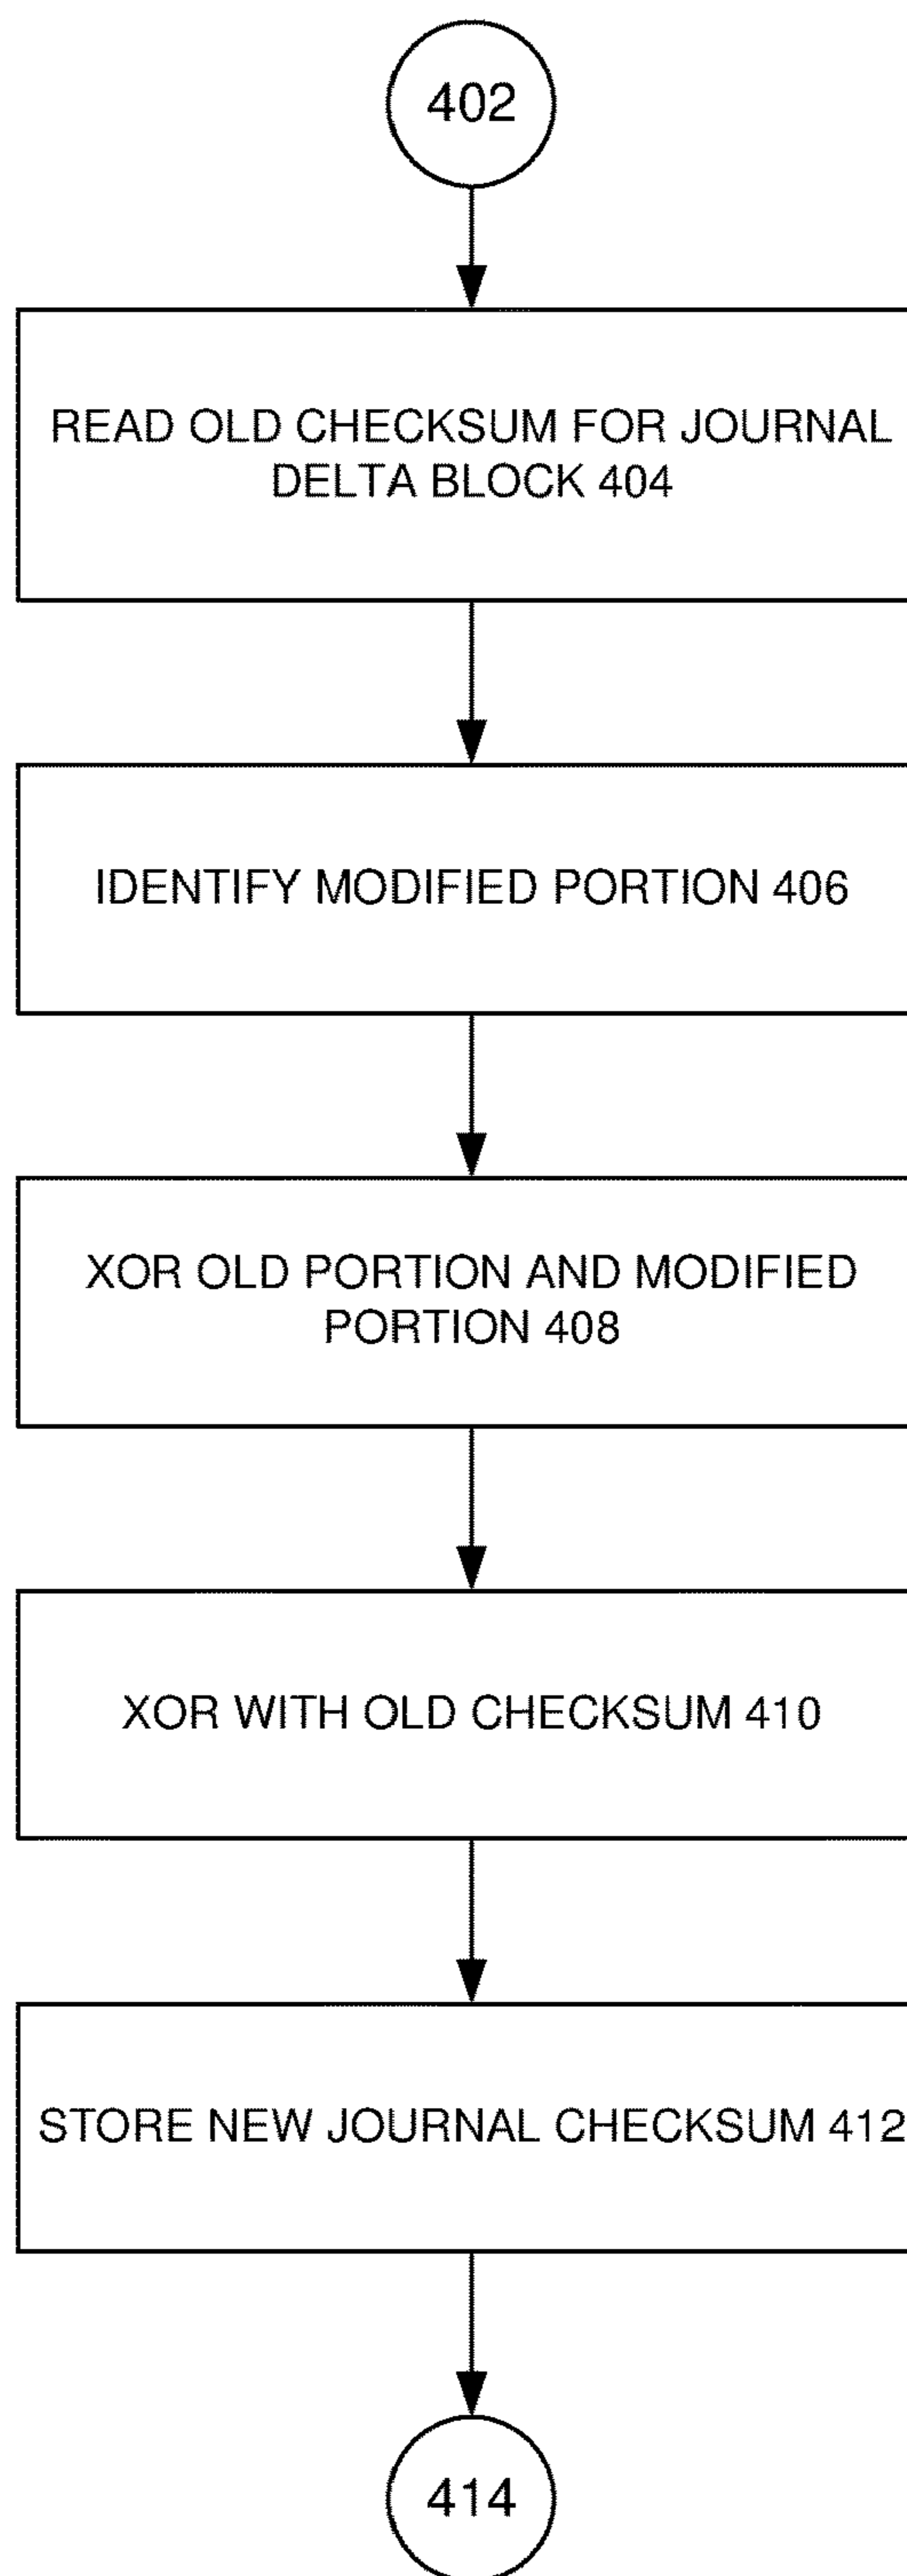 402
READ OLD CHECKSUM FOR JOURNAL
DELTA BLOCK 404
IDENTIFY MODIFIED PORTION 406
XOR OLD PORTION AND MODIFIED
PORTION 408
XOR WITH OLD CHECKSUM 410
STORE NEW JOURNAL CHECKSUM 412
414